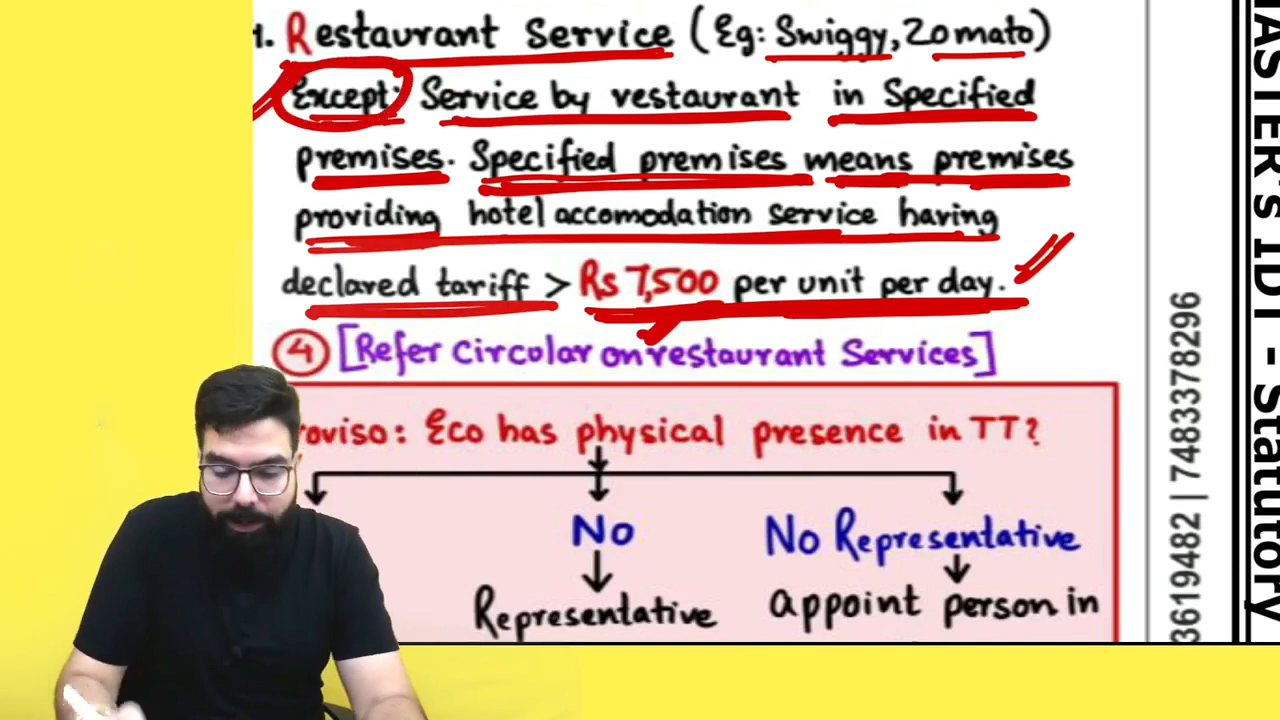 4. Restaurant Service (Eg: Swiggy, Zomato)
Except: Service by restaurant in Specified
premises. Specified premises means premises
providing hotel accomodation service having
declared tariff > Rs 7,500 per unit per day.
④ [Refer Circular on restaurant Services]
roviso: Eco has physical presence in TT?
No
No Representative
Representative
appoint person in
3619482 | 7483378296
MASTER'S IDT - Statutory